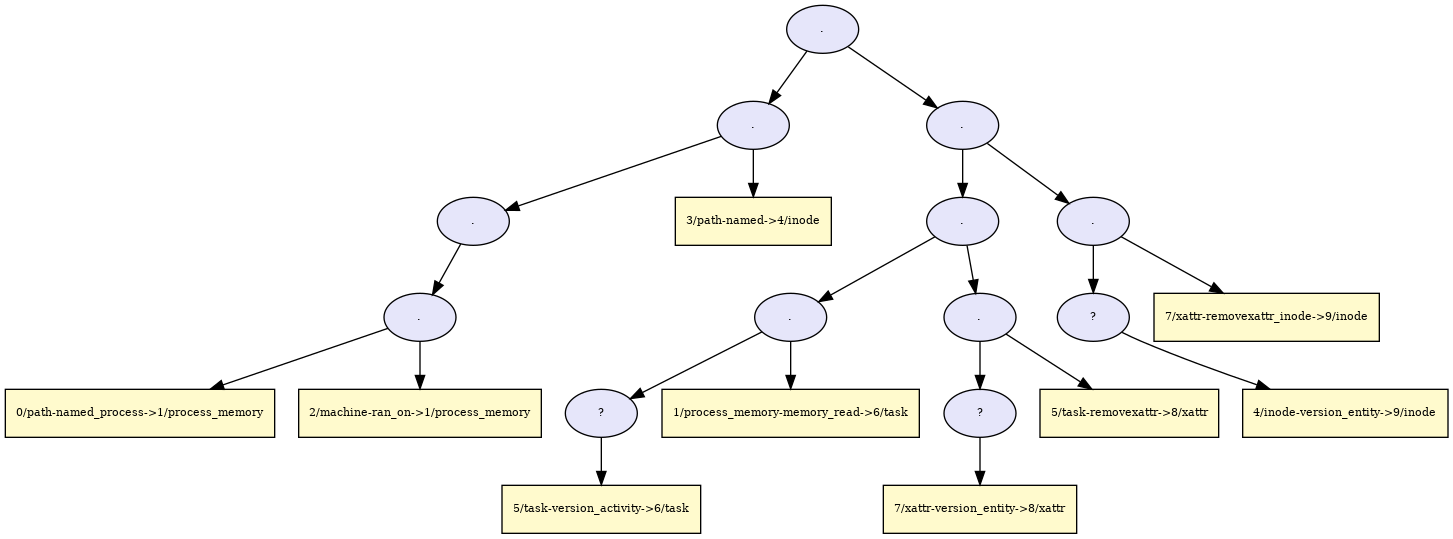 .
. .
. 3/path-named->4/inode . .
. . . ? 7/xattr-removexattr_inode->9/inode
0/path-named_process->1/process_memory 2/machine-ran_on->1/process_memory ? 1/process_memory-memory_read->6/task ? 5/task-removexattr->8/xattr 4/inode-version_entity->9/inode
5/task-version_activity->6/task 7/xattr-version_entity->8/xattr